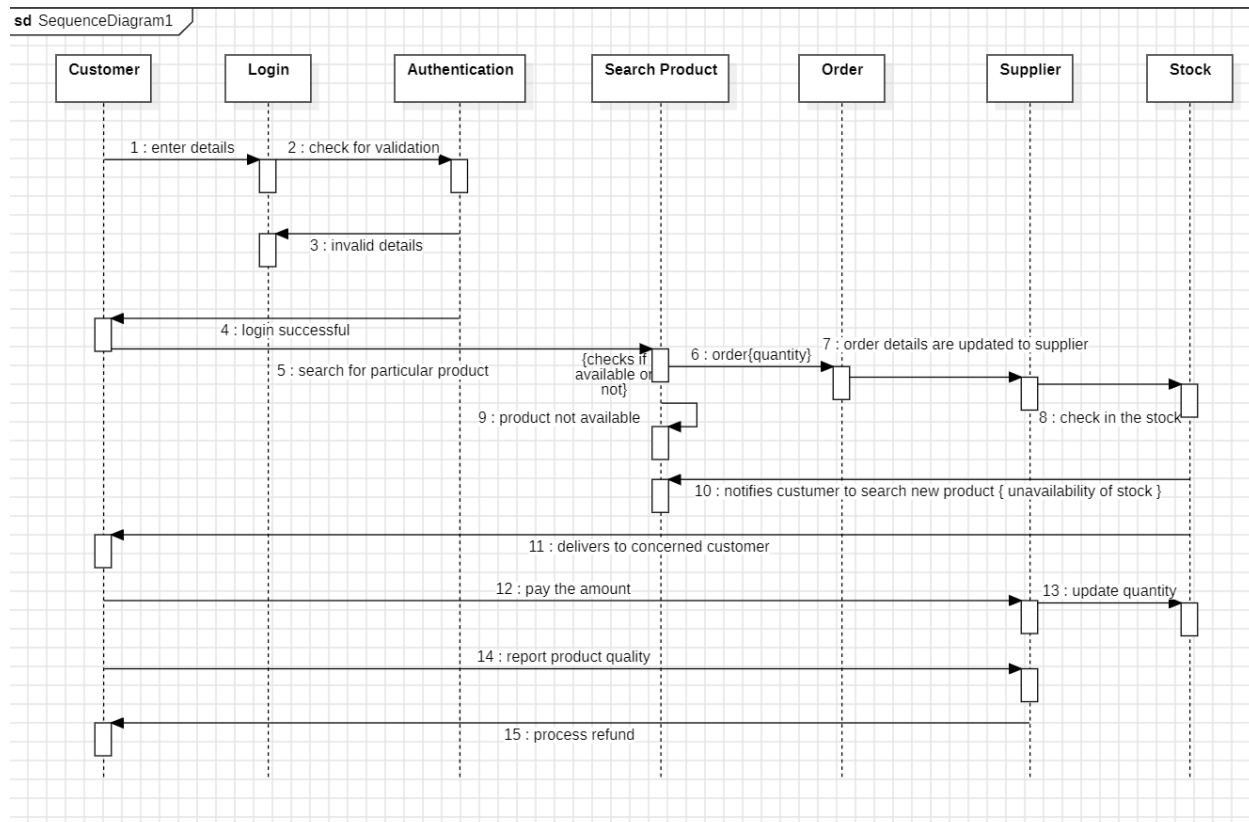 sd SequenceDiagram1
Customer
Login
Authentication
Search Product
Order
Supplier
Stock
1 : enter details
2 : check for validation
3 : invalid details
4 : login successful
5 : search for particular product
{checks if
available or
not}
6 : order{quantity}
7 : order details are updated to supplier
8 : check in the stock
9 : product not available
10 : notifies custumer to search new product { unavailability of stock }
11 : delivers to concerned customer
12 : pay the amount
13 : update quantity
14 : report product quality
15 : process refund